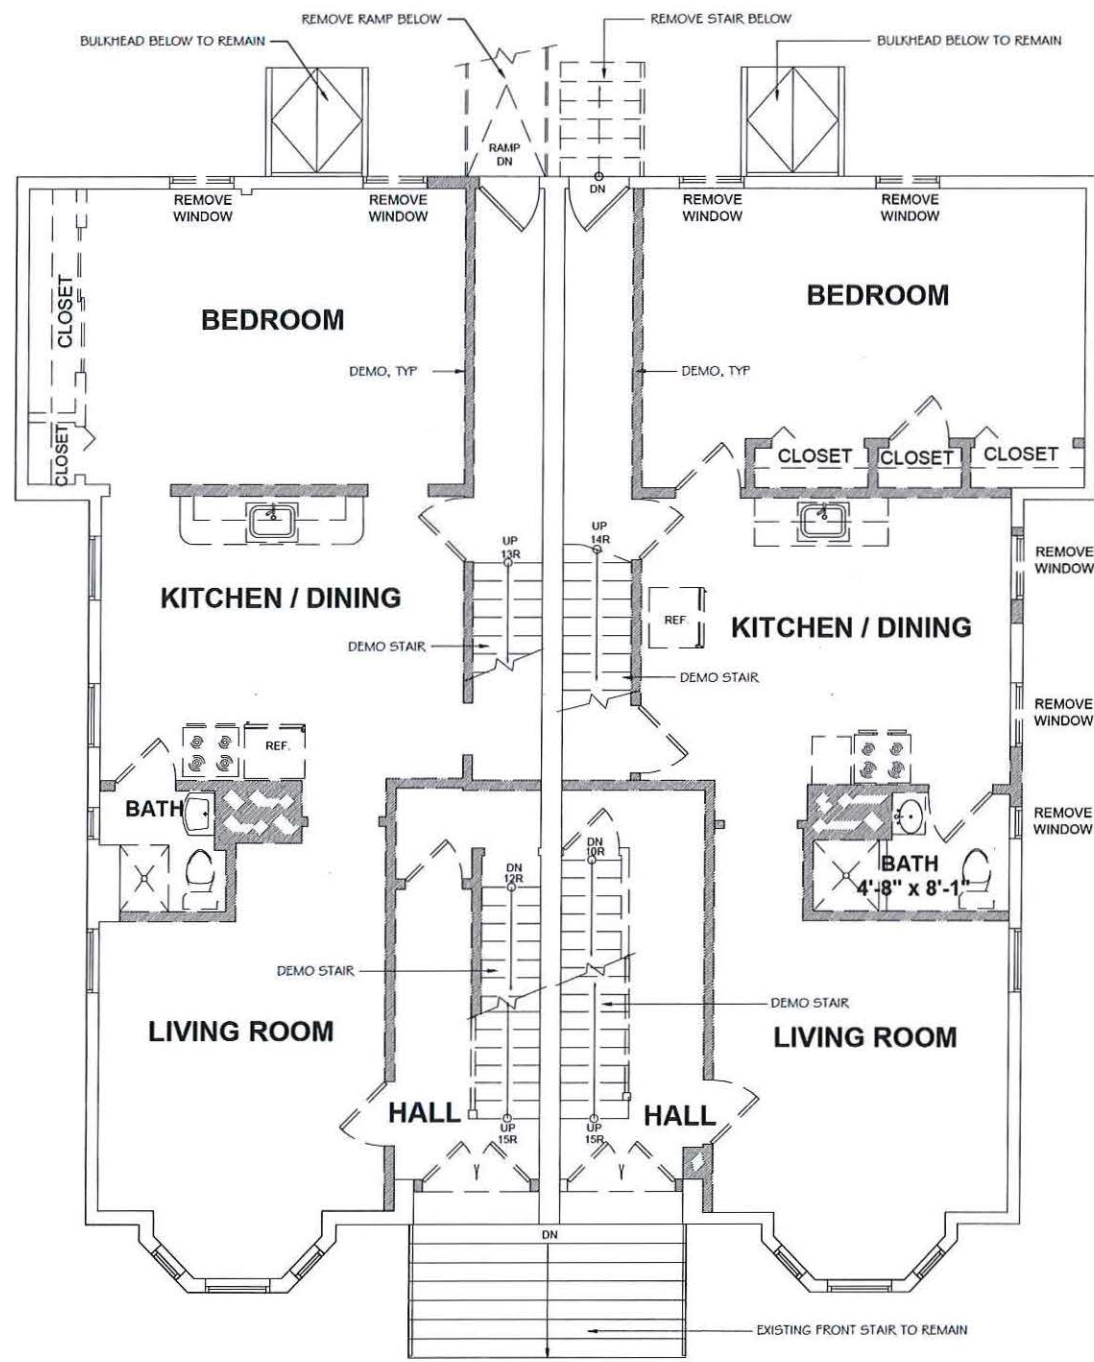 REMOVE RAMP BELOW
REMOVE STAIR BELOW
BULKHEAD BELOW TO REMAIN
BULKHEAD BELOW TO REMAIN
RAMP
DN
DN
REMOVE
WINDOW
REMOVE
WINDOW
REMOVE
WINDOW
REMOVE
WINDOW
CLOSET
BEDROOM
BEDROOM
DEMO, TYP
DEMO, TYP
CLOSET
CLOSET
CLOSET
CLOSET
UP
13R
UP
14R
REMOVE
WINDOW
KITCHEN / DINING
REF.
KITCHEN / DINING
DEMO STAIR
DEMO STAIR
REMOVE
WINDOW
REF.
BATH
REMOVE
WINDOW
DN
12R
DN
10R
BATH
4'-8" x 8'-1"
DEMO STAIR
DEMO STAIR
LIVING ROOM
LIVING ROOM
HALL
HALL
UP
15R
UP
15R
DN
EXISTING FRONT STAIR TO REMAIN